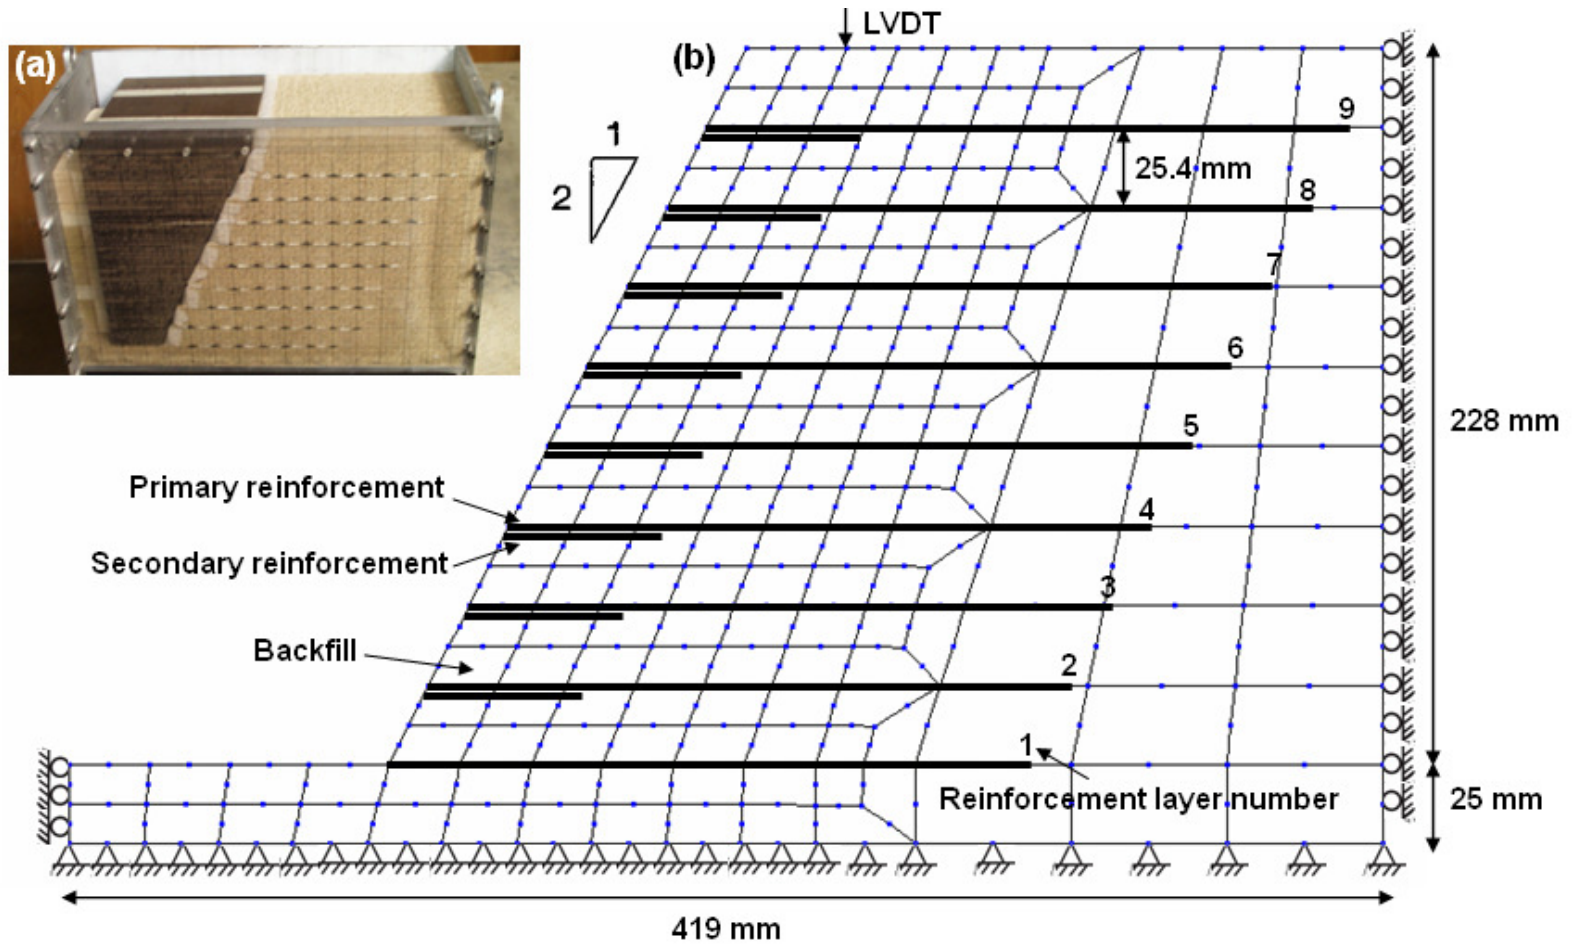 LVDT
(a)
(b)
9
1
2
25.4 mm
8
7
6
228 mm
5
Primary reinforcement
4
Secondary reinforcement
3
Backfill
2
1
Reinforcement layer number
25 mm
419 mm